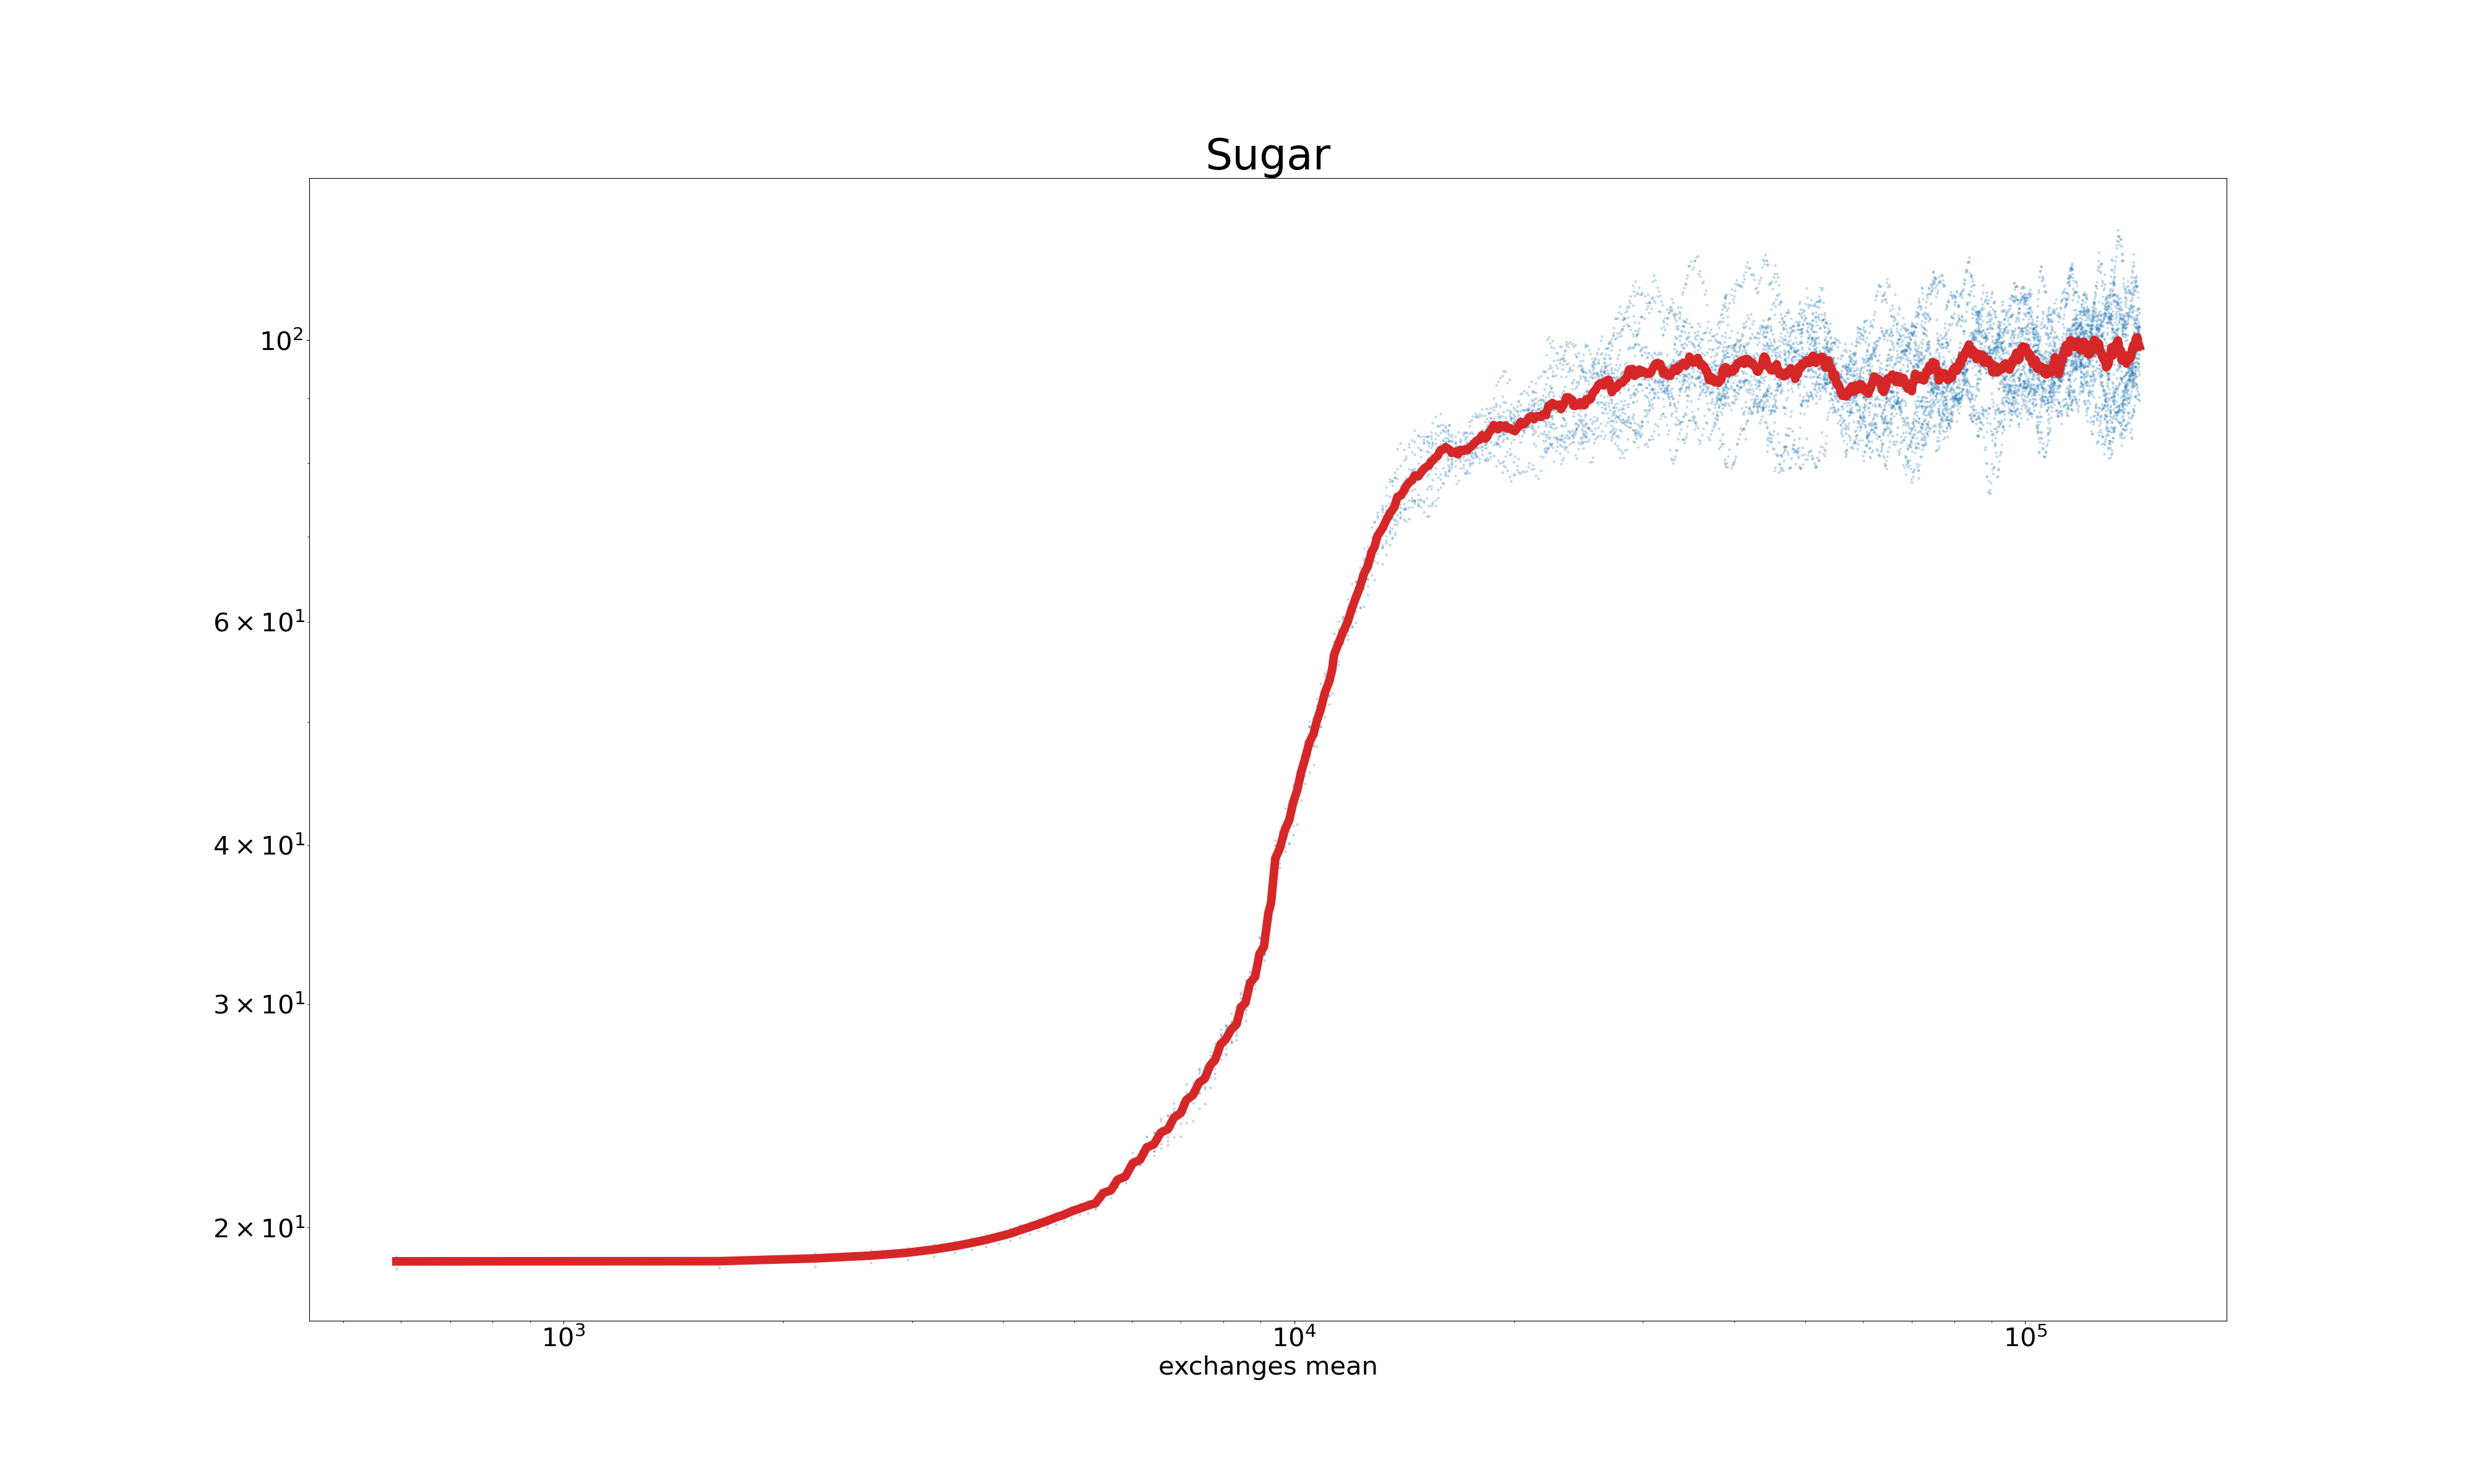 Sugar
10²
6 × 10¹
4 × 10¹
3 × 10¹
2 × 10¹
10³ 10⁴ 10⁵
exchanges mean